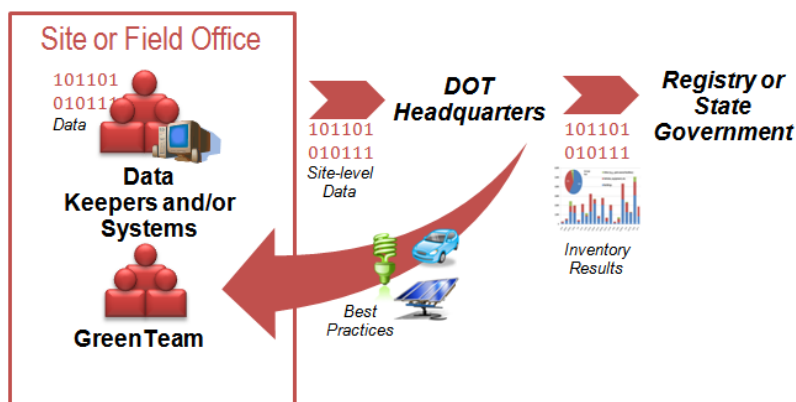 Site or Field Office
101101
010111
Data
Data
Keepers and/or
Systems
GreenTeam
101101
010111
Site-level
Data
DOT
Headquarters
Best
Practices
101101
010111
Inventory
Results
Registry or
State
Government